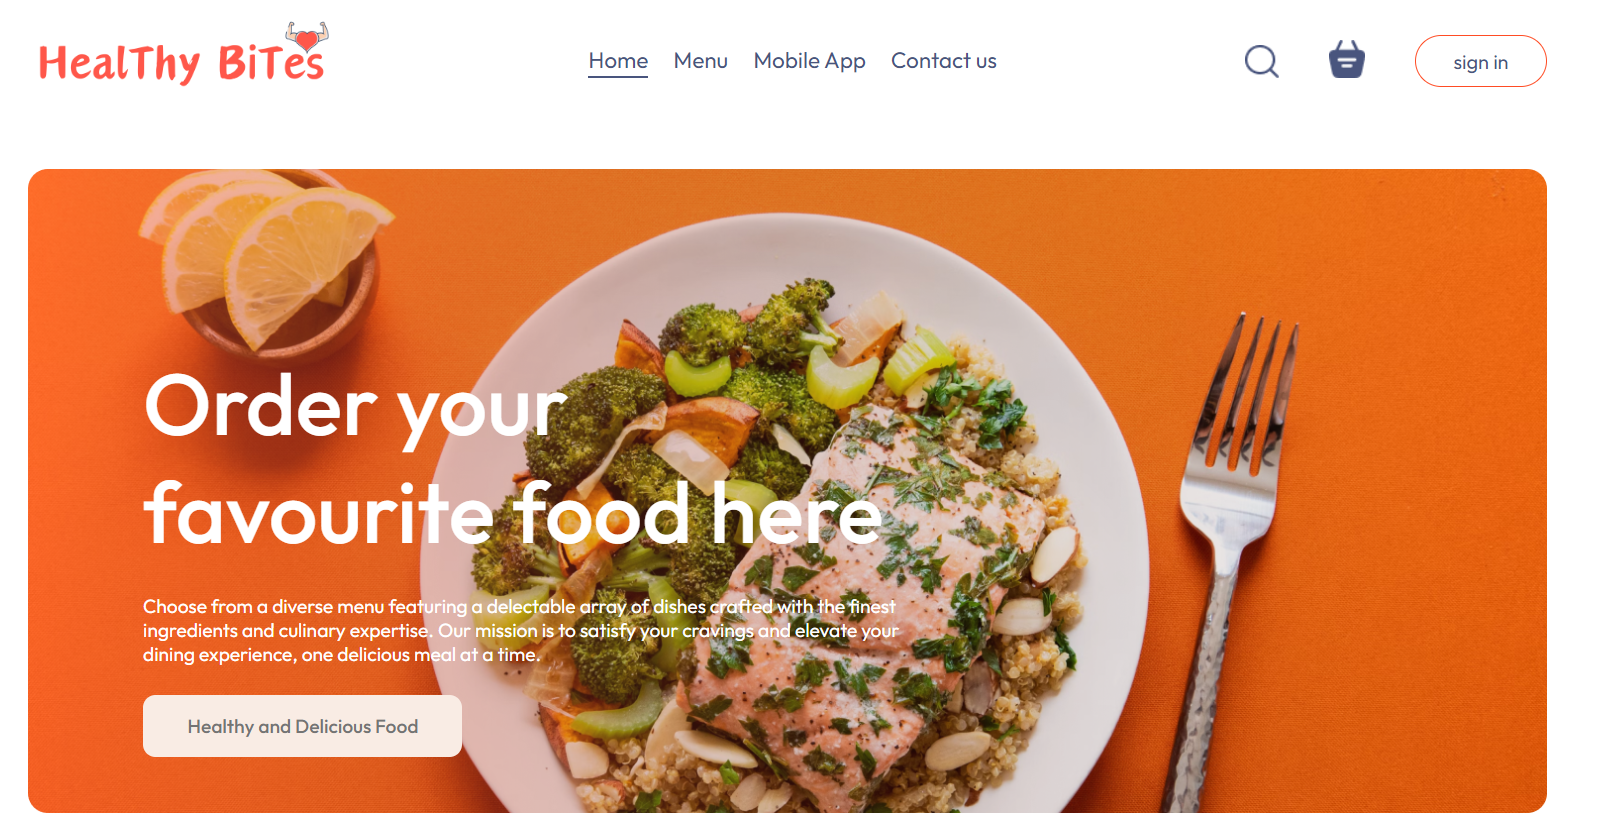 HealThy BiTes
Home Menu Mobile App Contact us
sign in
Order your
favourite food here
Choose from a diverse menu featuring a delectable array of dishes crafted with the finest
ingredients and culinary expertise. Our mission is to satisfy your cravings and elevate your
dining experience, one delicious meal at a time.
Healthy and Delicious Food